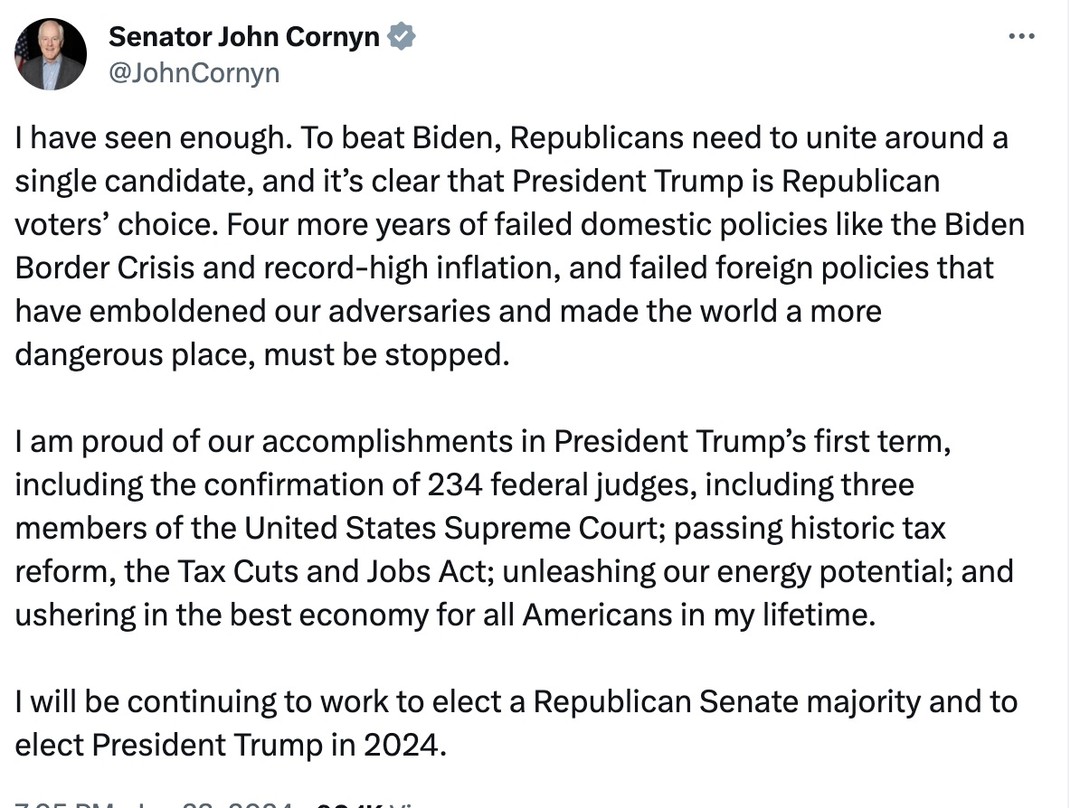 Senator John Cornyn
@JohnCornyn
I have seen enough. To beat Biden, Republicans need to unite around a
single candidate, and it’s clear that President Trump is Republican
voters’ choice. Four more years of failed domestic policies like the Biden
Border Crisis and record-high inflation, and failed foreign policies that
have emboldened our adversaries and made the world a more
dangerous place, must be stopped.
I am proud of our accomplishments in President Trump’s first term,
including the confirmation of 234 federal judges, including three
members of the United States Supreme Court; passing historic tax
reform, the Tax Cuts and Jobs Act; unleashing our energy potential; and
ushering in the best economy for all Americans in my lifetime.
I will be continuing to work to elect a Republican Senate majority and to
elect President Trump in 2024.